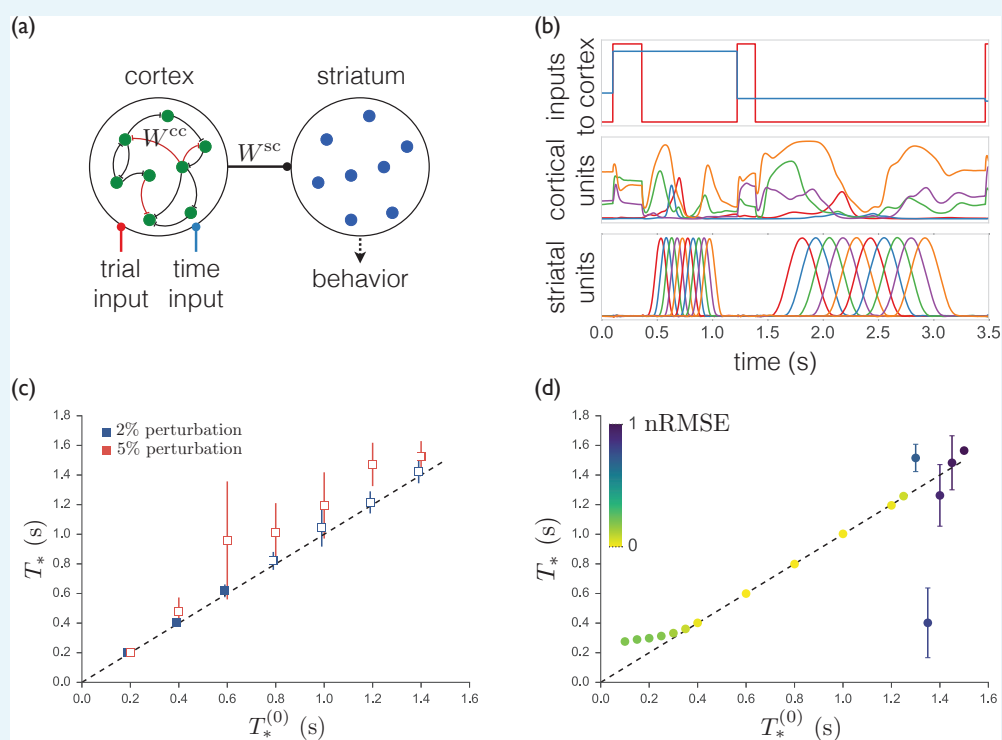 (a)
cortex
striatum
W^cc
W^sc
trial
input
time
input
behavior
(b)
inputs
to cortex
cortical
units
striatal
units
0.0 0.5 1.0 1.5 2.0 2.5 3.0 3.5
time (s)
(c)
1.8
1.6
1.4
1.2
1.0
0.8
0.6
0.4
0.2
0.0
T_* (s)
2% perturbation
5% perturbation
0.0 0.2 0.4 0.6 0.8 1.0 1.2 1.4 1.6
T_*^(0) (s)
(d)
1.8
1.6
1.4
1.2
1.0
0.8
0.6
0.4
0.2
0.0
T_* (s)
1 nRMSE
0
0.0 0.2 0.4 0.6 0.8 1.0 1.2 1.4 1.6
T_*^(0) (s)